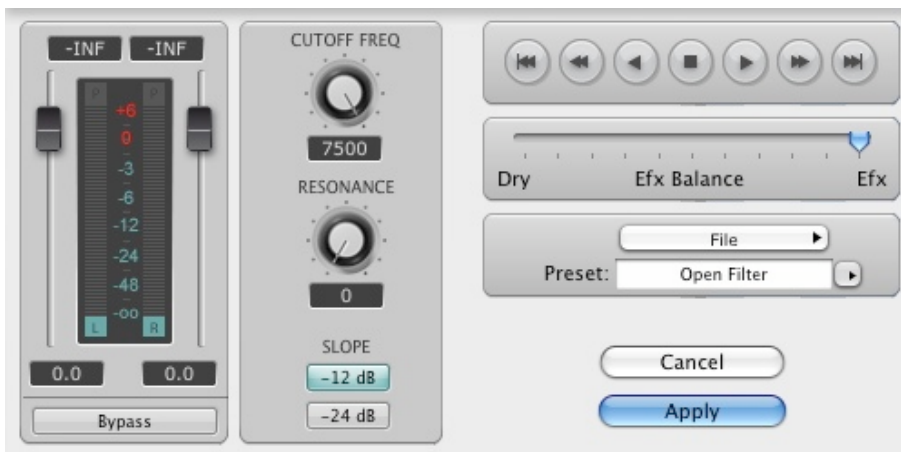 -INF -INF
P P
+6
0
-3
-6
-12
-24
-48
-oo
L R
0.0 0.0
Bypass
CUTOFF FREQ
7500
RESONANCE
0
SLOPE
-12 dB
-24 dB
Dry Efx Balance Efx
File
Preset: Open Filter
Cancel
Apply